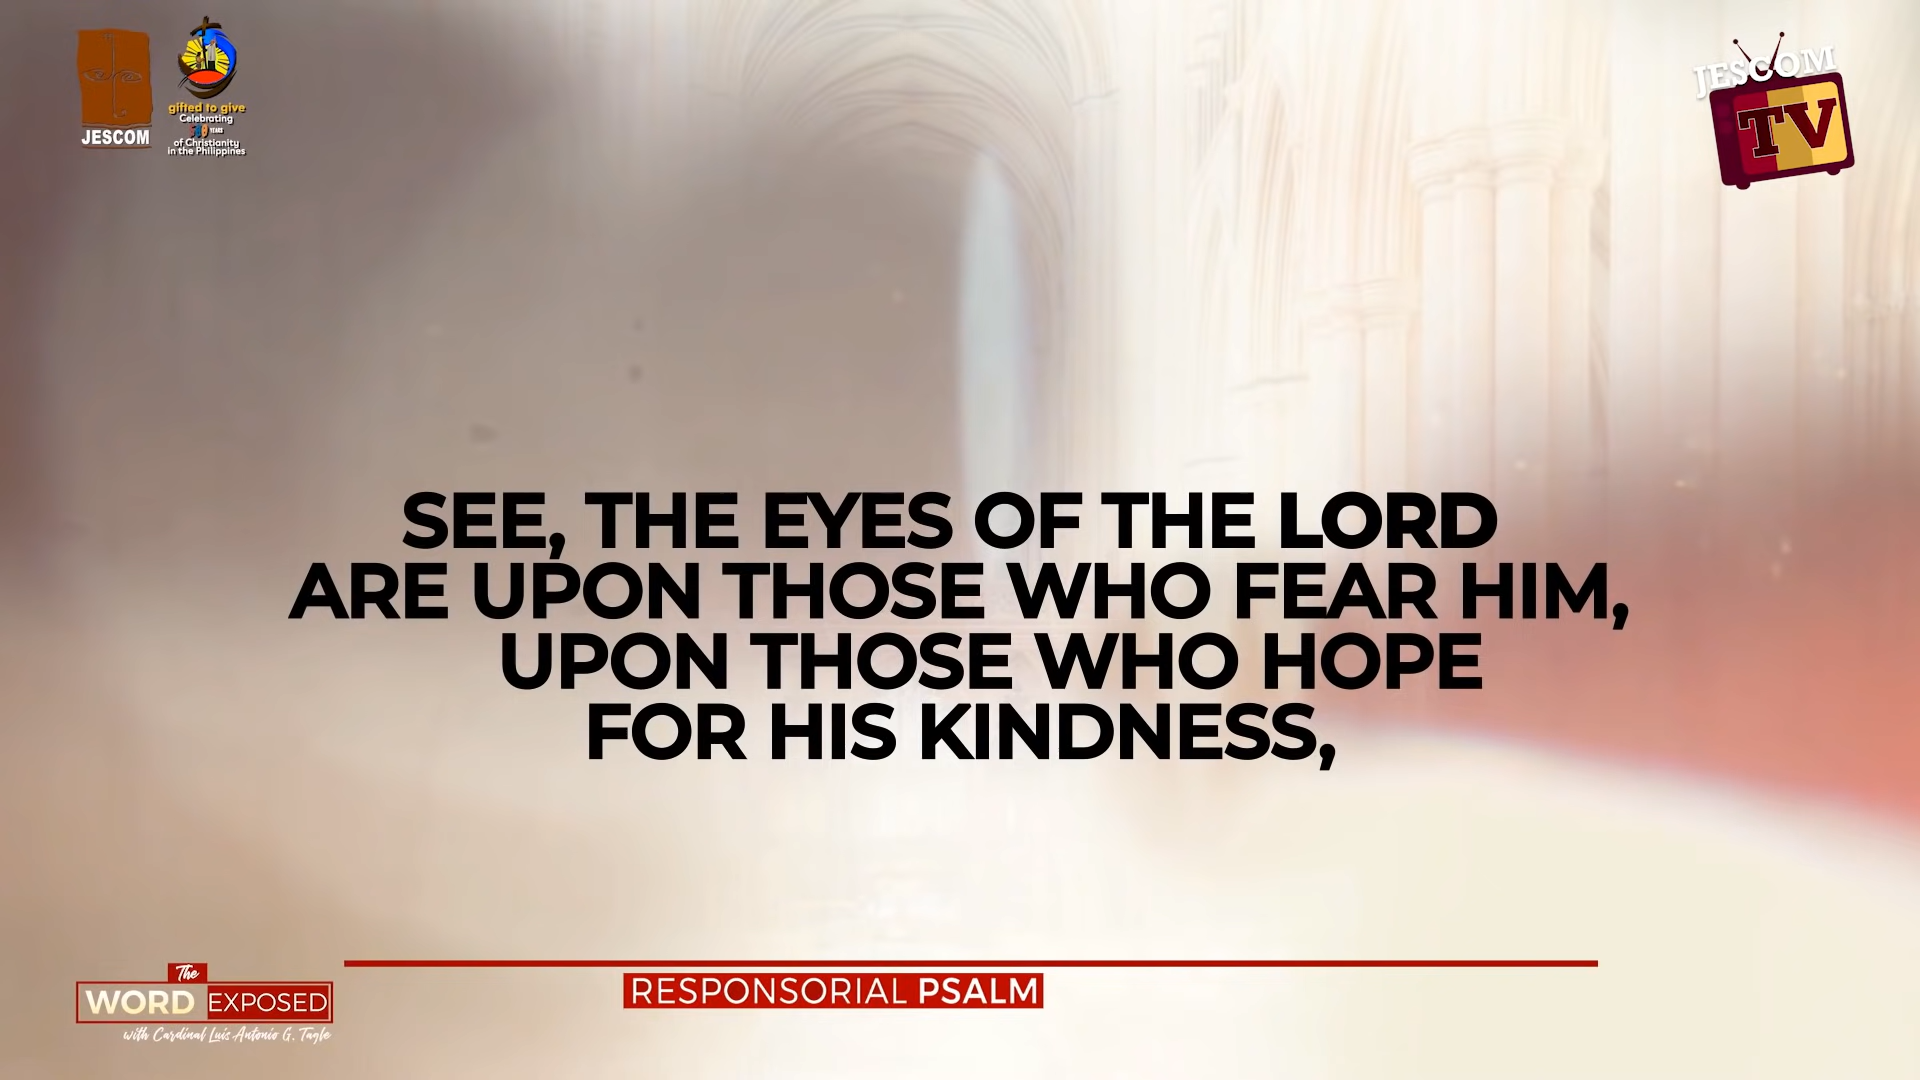 JESCOM
gifted to give
Celebrating
500 YEARS
of Christianity
in the Philippines
JESCOM
TV
SEE, THE EYES OF THE LORD
ARE UPON THOSE WHO FEAR HIM,
UPON THOSE WHO HOPE
FOR HIS KINDNESS,
The
WORD EXPOSED
with Cardinal Luis Antonio G. Tagle
RESPONSORIAL PSALM